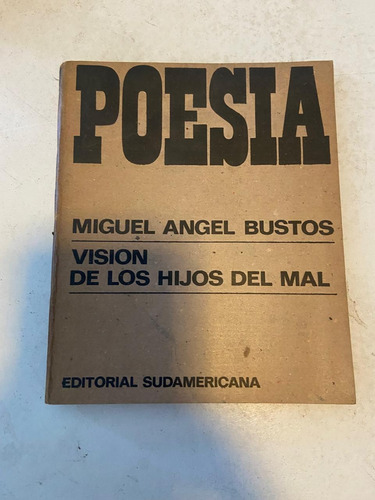 POESIA
MIGUEL ANGEL BUSTOS
VISION
DE LOS HIJOS DEL MAL
EDITORIAL SUDAMERICANA